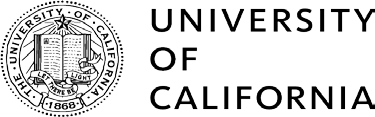 THE UNIVERSITY OF CALIFORNIA
LET THERE BE LIGHT
1868
UNIVERSITY
OF
CALIFORNIA